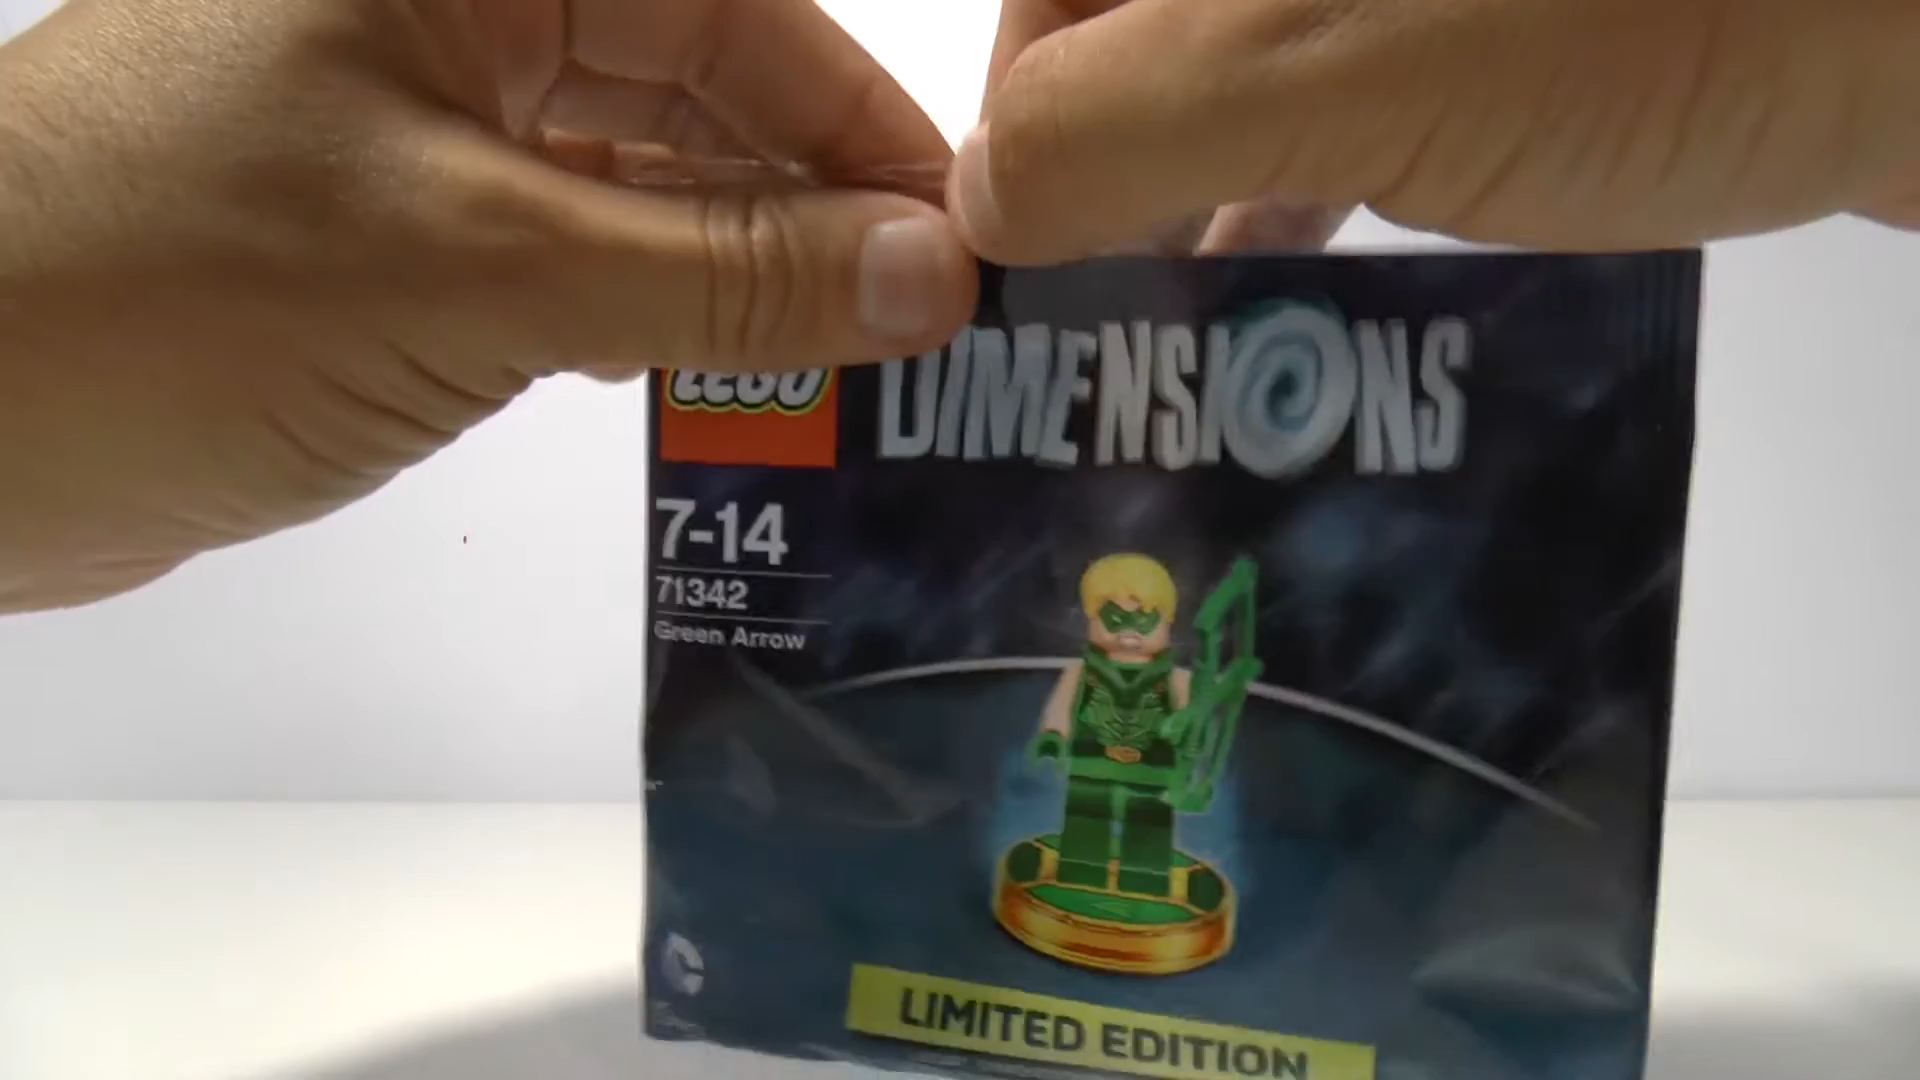 LEGO
DIMENSIONS
7-14
71342
Green Arrow
LIMITED EDITION